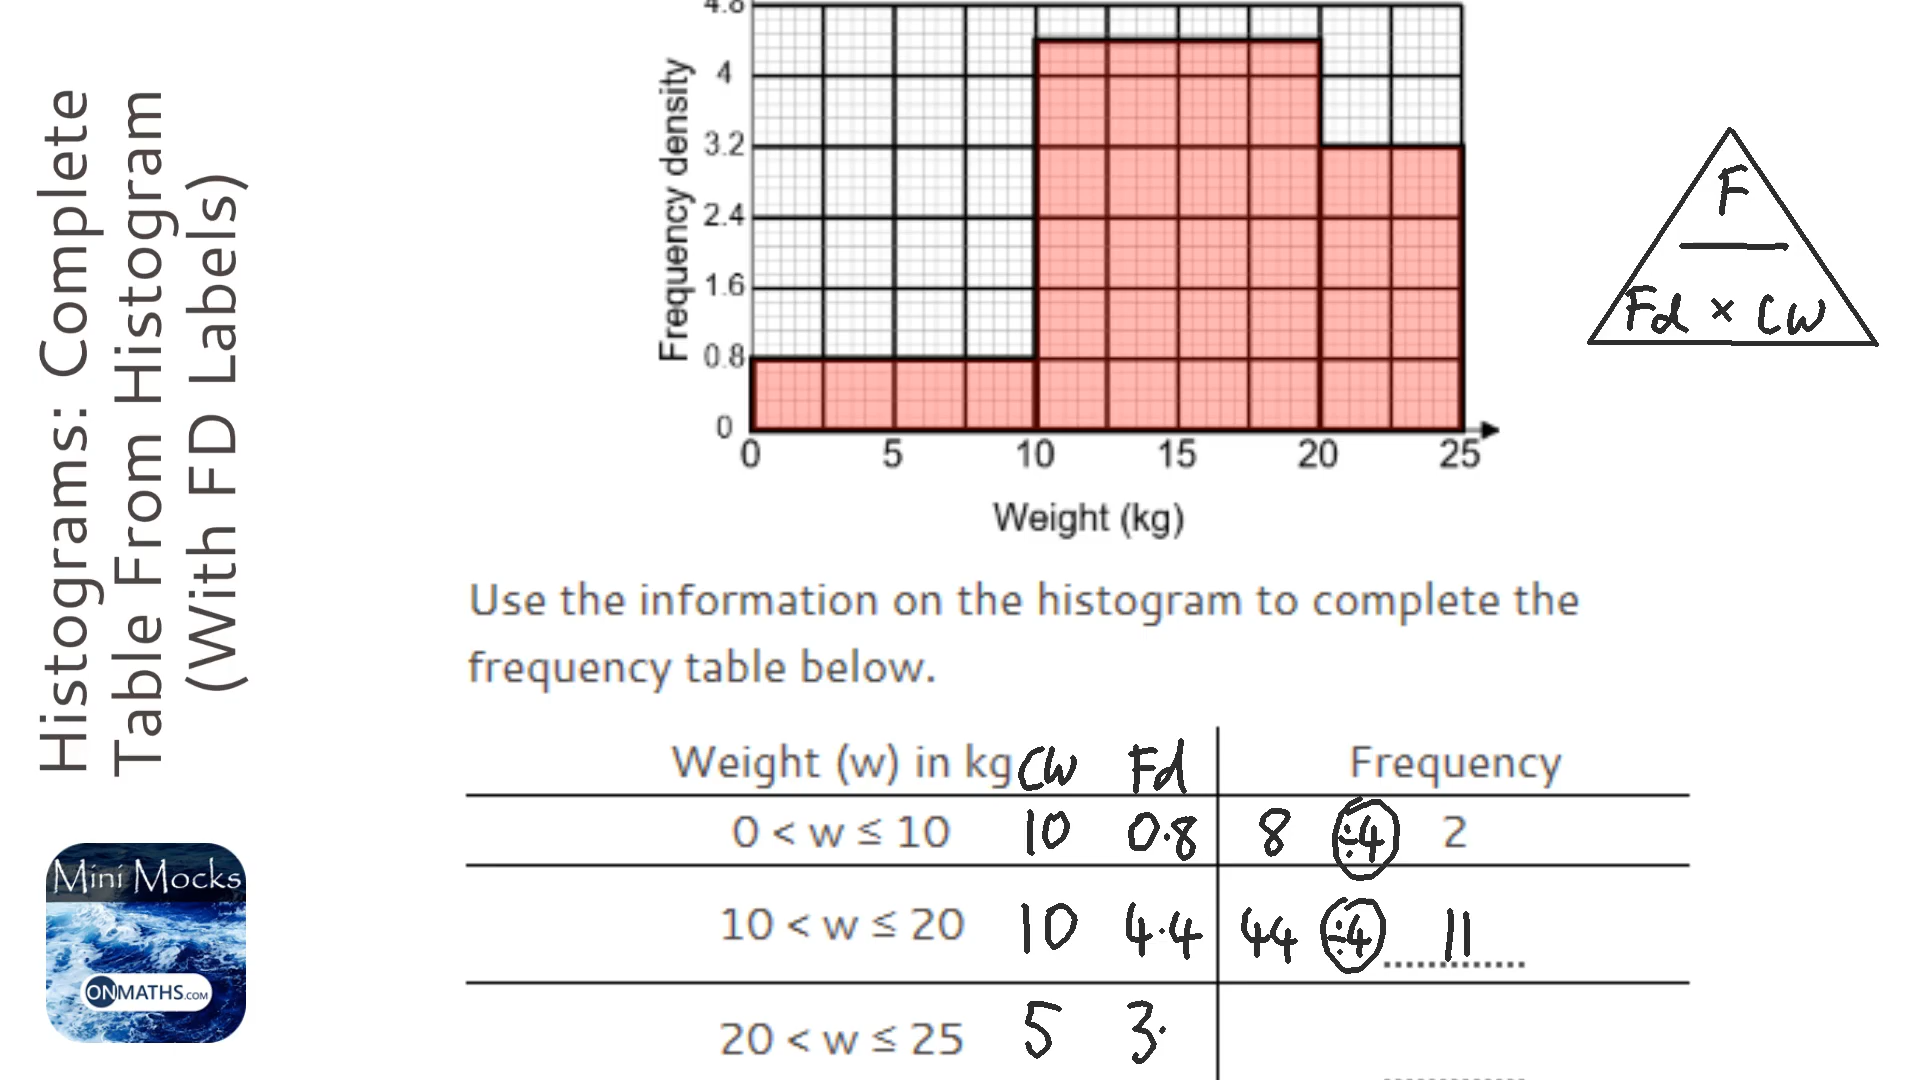 Histograms: Complete
Table From Histogram
(With FD Labels)
Mini Mocks
ONMATHS.COM
4.8
4
3.2
2.4
1.6
0.8
0
Frequency density
0 5 10 15 20 25
Weight (kg)
F
Fd × CW
Use the information on the histogram to complete the
frequency table below.
Weight (w) in kg CW Fd Frequency
0 < w ≤ 10 10 0.8 8 ÷4 2
10 < w ≤ 20 10 4.4 44 ÷4 11
20 < w ≤ 25 5 3.